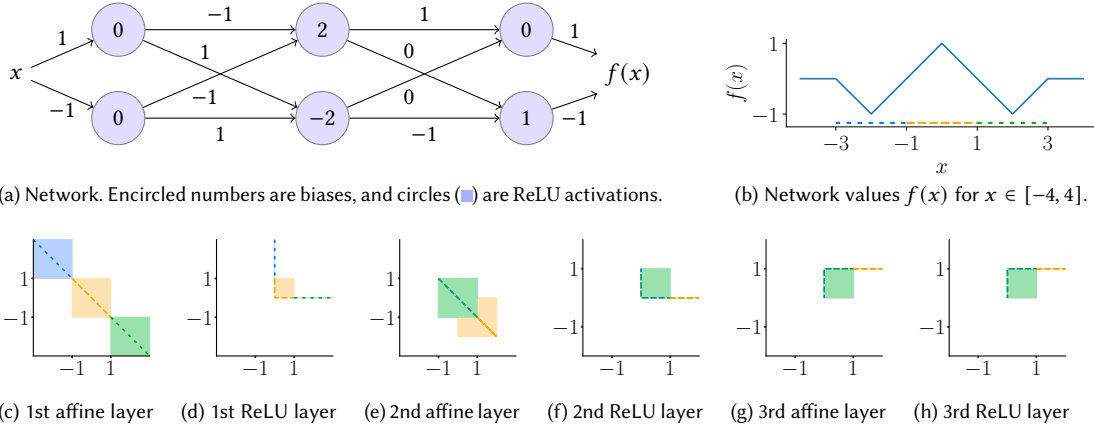 1 0 −1 2 1 0 1
x 1 0 f(x)
−1 −1 0 −1
0 1 −2 −1 1
(a) Network. Encircled numbers are biases, and circles ( ) are ReLU activations.
1
f(x)
−1
−3 −1 1 3
x
(b) Network values f(x) for x ∈ [−4, 4].
1 1 1 1 1 1
−1 −1 −1 −1 −1 −1
−1 1 −1 1 −1 1 −1 1 −1 1 −1 1
(c) 1st affine layer (d) 1st ReLU layer (e) 2nd affine layer (f) 2nd ReLU layer (g) 3rd affine layer (h) 3rd ReLU layer